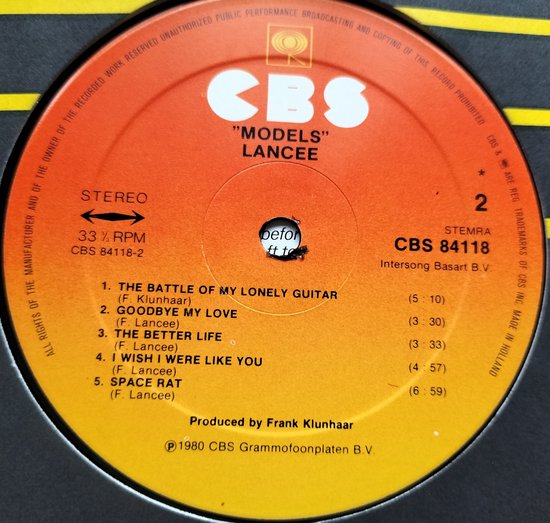 ALL RIGHTS OF THE MANUFACTURER AND OF THE OWNER OF THE RECORDED WORK RESERVED UNAUTHORIZED PUBLIC PERFORMANCE BROADCASTING AND COPYING OF THIS RECORD PROHIBITED
CBS & ARE REG. TRADEMARKS OF CBS INC. MADE IN HOLLAND
CBS
"MODELS"
LANCEE
STEREO
33 ⅓ RPM
CBS 84118-2
*
2
STEMRA
CBS 84118
Intersong Basart B.V.
befor
ft to
1. THE BATTLE OF MY LONELY GUITAR (5 : 10)
(F. Klunhaar)
2. GOODBYE MY LOVE (3 : 30)
(F. Lancee)
3. THE BETTER LIFE (3 : 33)
(F. Lancee)
4. I WISH I WERE LIKE YOU (4 : 57)
(F. Lancee)
5. SPACE RAT (6 : 59)
(F. Lancee)
Produced by Frank Klunhaar
℗ 1980 CBS Grammofoonplaten B.V.